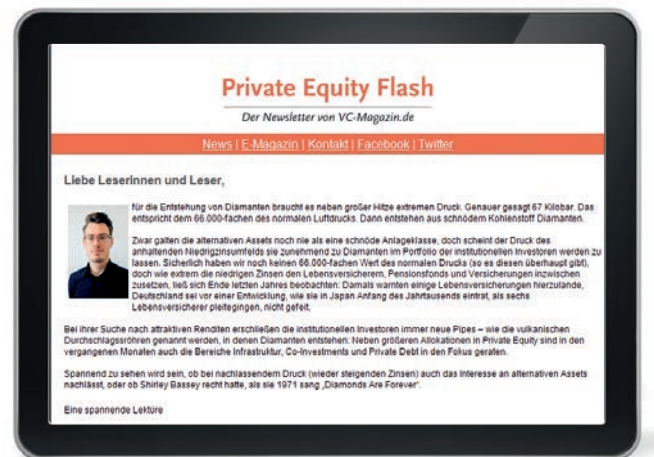 Private Equity Flash
Der Newsletter von VC-Magazin.de
News | E-Magazin | Kontakt | Facebook | Twitter
Liebe Leserinnen und Leser,
für die Entstehung von Diamanten braucht es neben großer Hitze extremen Druck. Genauer gesagt 67 Kilobar. Das
entspricht dem 66.000-fachen des normalen Luftdrucks. Dann entstehen aus schnödem Kohlenstoff Diamanten.
Zwar galten die alternativen Assets noch nie als eine schnöde Anlageklasse, doch scheint der Druck des
anhaltenden Niedrigzinsumfelds sie zunehmend zu Diamanten im Portfolio der institutionellen Investoren werden zu
lassen. Sicherlich haben wir noch keinen 66.000-fachen Wert des normalen Drucks (so es diesen überhaupt gibt),
doch wie extrem die niedrigen Zinsen den Lebensversicherern, Pensionsfonds und Versicherungen inzwischen
zusetzen, ließ sich Ende letzten Jahres beobachten: Damals warnten einige Lebensversicherungen hierzulande,
Deutschland sei vor einer Entwicklung, wie sie in Japan Anfang des Jahrtausends eintrat, als sechs
Lebensversicherer pleitegingen, nicht gefeit.
Bei ihrer Suche nach attraktiven Renditen erschließen die institutionellen Investoren immer neue Pipes – wie die vulkanischen
Durchschlagsröhren genannt werden, in denen Diamanten entstehen: Neben größeren Allokationen in Private Equity sind in den
vergangenen Monaten auch die Bereiche Infrastruktur, Co-Investments und Private Debt in den Fokus geraten.
Spannend zu sehen wird sein, ob bei nachlassendem Druck (wieder steigenden Zinsen) auch das Interesse an alternativen Assets
nachlässt, oder ob Shirley Bassey recht hatte, als sie 1971 sang „Diamonds Are Forever“.
Eine spannende Lektüre